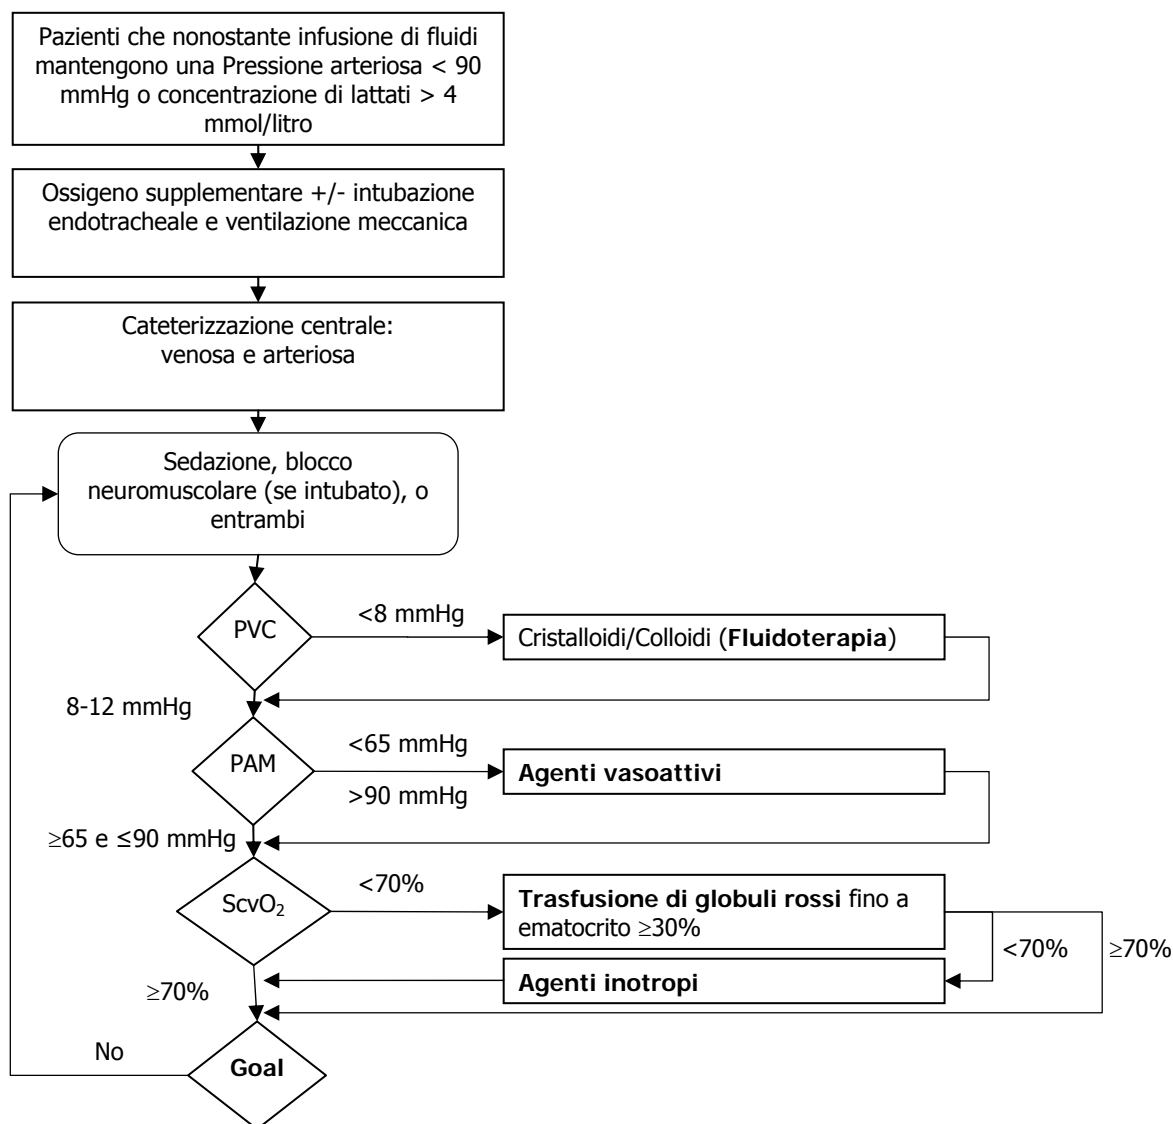 Pazienti che nonostante infusione di fluidi
mantengono una Pressione arteriosa < 90
mmHg o concentrazione di lattati > 4
mmol/litro
Ossigeno supplementare +/- intubazione
endotracheale e ventilazione meccanica
Cateterizzazione centrale:
venosa e arteriosa
Sedazione, blocco
neuromuscolare (se intubato), o
entrambi
PVC
<8 mmHg
Cristalloidi/Colloidi (Fluidoterapia)
8-12 mmHg
PAM
<65 mmHg
>90 mmHg
Agenti vasoattivi
≥65 e ≤90 mmHg
ScvO₂
<70%
Trasfusione di globuli rossi fino a
ematocrito ≥30%
<70%
≥70%
Agenti inotropi
≥70%
No
Goal